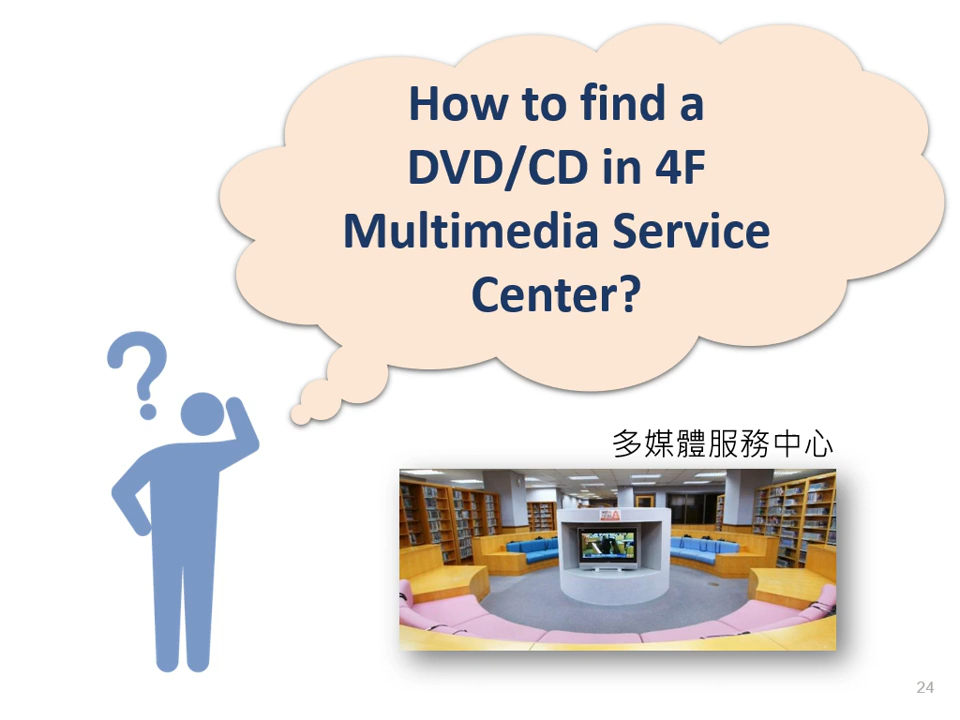 How to find a
DVD/CD in 4F
Multimedia Service
Center?
多媒體服務中心
24